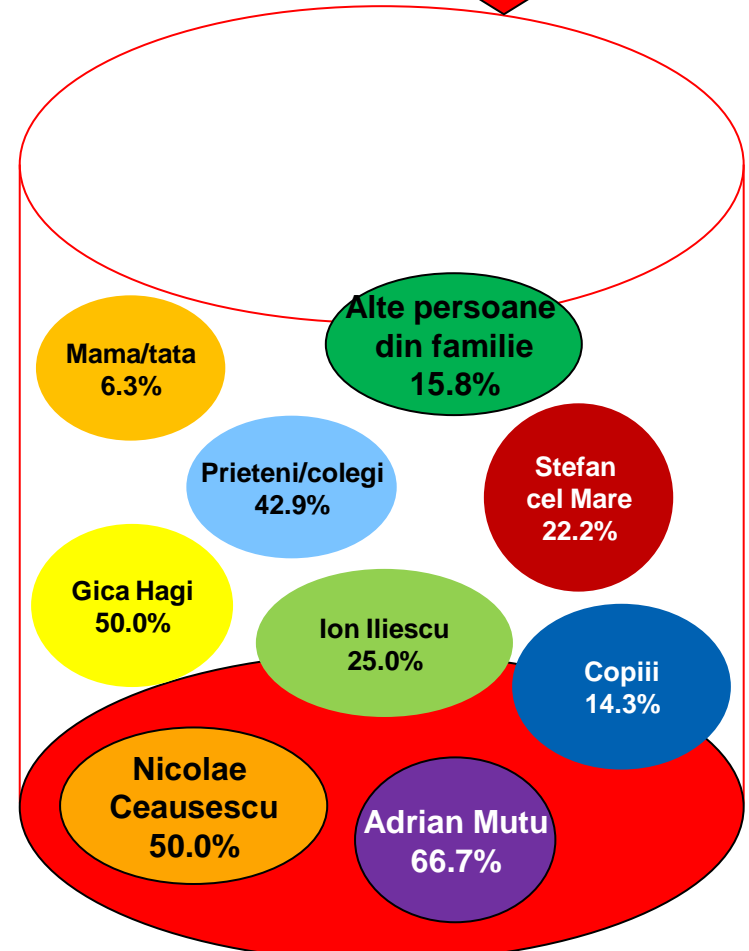 Alte persoane
din familie
15.8%
Mama/tata
6.3%
Prieteni/colegi
42.9%
Stefan
cel Mare
22.2%
Gica Hagi
50.0%
Ion Iliescu
25.0%
Copiii
14.3%
Nicolae
Ceausescu
50.0%
Adrian Mutu
66.7%